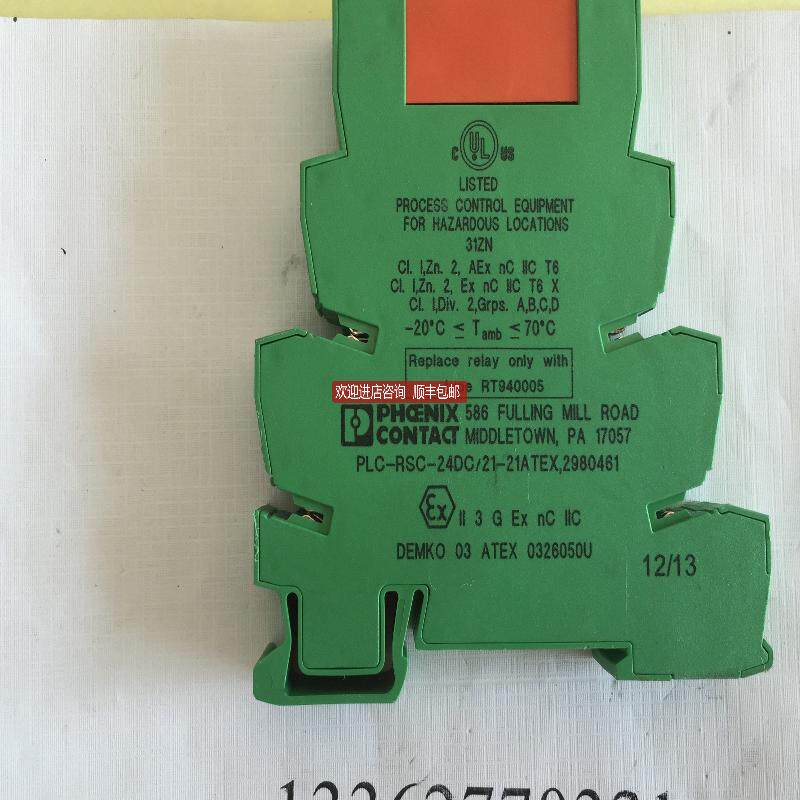 C UL US
LISTED
PROCESS CONTROL EQUIPMENT
FOR HAZARDOUS LOCATIONS
31ZN
Cl. I,Zn. 2, AEx nC IIC T6
Cl. I,Zn. 2, Ex nC IIC T6 X
Cl. I,Div. 2,Grps. A,B,C,D
-20°C ≤ Tamb ≤ 70°C
Replace relay only with
RT940005
欢迎进店咨询 顺丰包邮
PHŒNIX 586 FULLING MILL ROAD
CONTACT MIDDLETOWN, PA 17057
PLC-RSC-24DC/21-21ATEX,2980461
Ex II 3 G Ex nC IIC
DEMKO 03 ATEX 0326050U
12/13